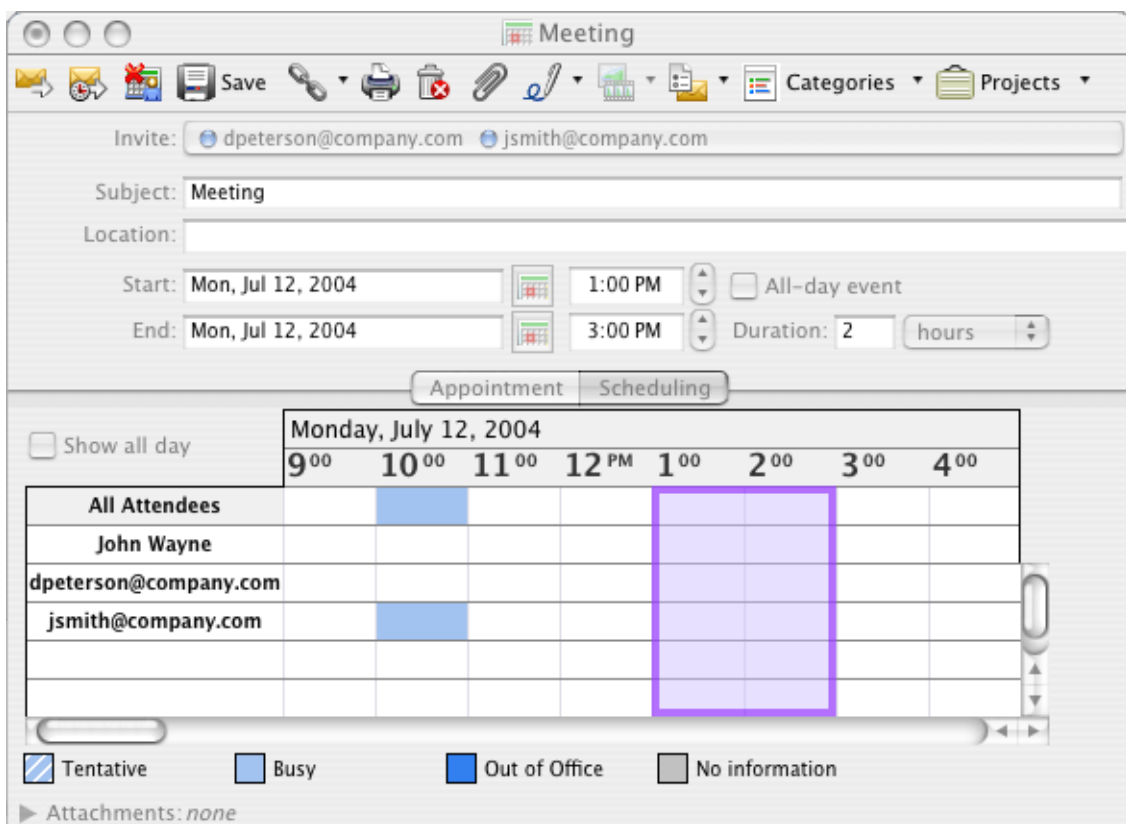 Meeting
Save Categories Projects
Invite: dpeterson@company.com jsmith@company.com
Subject: Meeting
Location:
Start: Mon, Jul 12, 2004 1:00 PM All-day event
End: Mon, Jul 12, 2004 3:00 PM Duration: 2 hours
Appointment Scheduling
Show all day
Monday, July 12, 2004
9 00 10 00 11 00 12 PM 1 00 2 00 3 00 4 00
All Attendees
John Wayne
dpeterson@company.com
jsmith@company.com
Tentative Busy Out of Office No information
Attachments: none